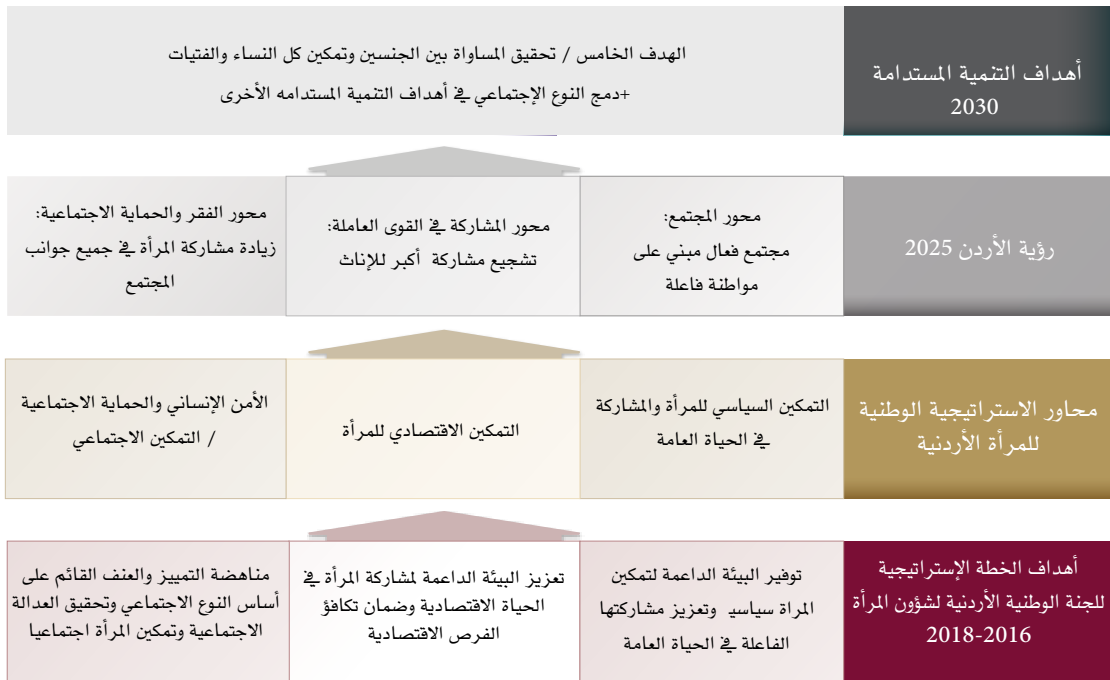 أهداف التنمية المستدامة
2030
الهدف الخامس / تحقيق المساواة بين الجنسين وتمكين كل النساء والفتيات
+دمج النوع الإجتماعي في أهداف التنمية المستدامه الأخرى
رؤية الأردن 2025
محور المجتمع:
مجتمع فعال مبني على
مواطنة فاعلة
محور المشاركة في القوى العاملة:
تشجيع مشاركة أكبر للإناث
محور الفقر والحماية الاجتماعية:
زيادة مشاركة المرأة في جميع جوانب
المجتمع
محاور الاستراتيجية الوطنية
للمرأة الأردنية
التمكين السياسي للمرأة والمشاركة
في الحياة العامة
التمكين الاقتصادي للمرأة
الأمن الإنساني والحماية الاجتماعية
/ التمكين الاجتماعي
أهداف الخطة الإستراتيجية
للجنة الوطنية الأردنية لشؤون المرأة
2018-2016
توفير البيئة الداعمة لتمكين
المراة سياسيـ وتعزيز مشاركتها
الفاعلة في الحياة العامة
تعزيز البيئة الداعمة لمشاركة المرأة في
الحياة الاقتصادية وضمان تكافؤ
الفرص الاقتصادية
مناهضة التمييز والعنف القائم على
أساس النوع الاجتماعي وتحقيق العدالة
الاجتماعية وتمكين المرأة اجتماعيا